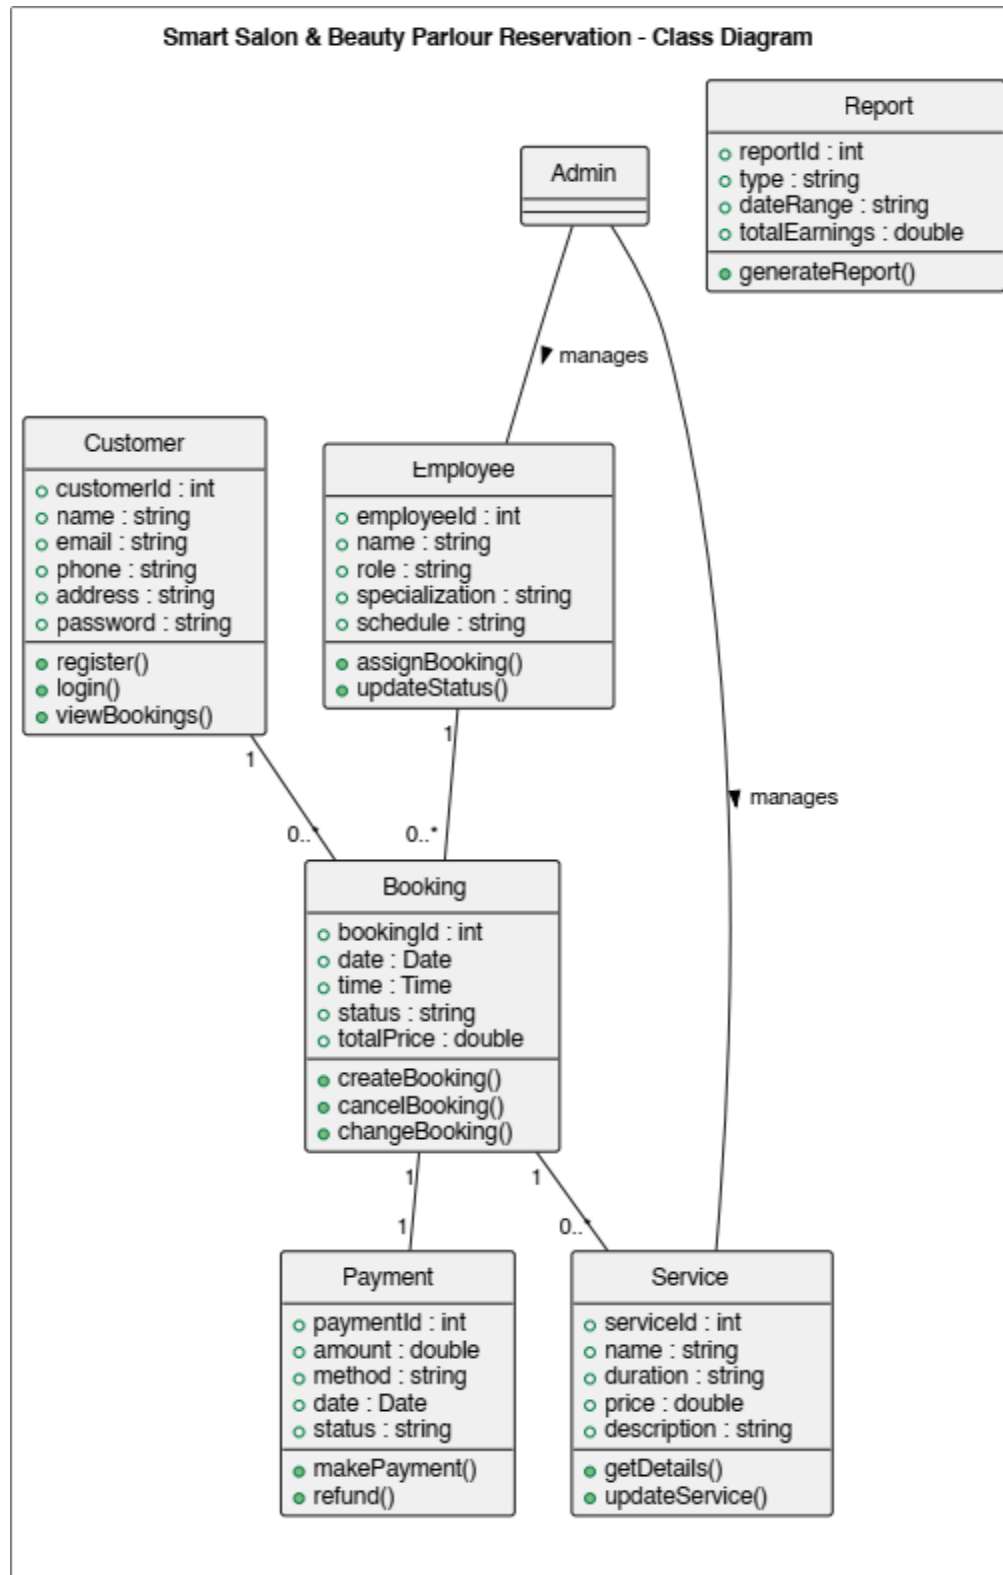 Smart Salon & Beauty Parlour Reservation - Class Diagram
Report
reportId : int
type : string
dateRange : string
totalEarnings : double
generateReport()
Admin
manages
Customer
customerId : int
name : string
email : string
phone : string
address : string
password : string
register()
login()
viewBookings()
Employee
employeeId : int
name : string
role : string
specialization : string
schedule : string
assignBooking()
updateStatus()
manages
1
1
0..*
0..*
Booking
bookingId : int
date : Date
time : Time
status : string
totalPrice : double
createBooking()
cancelBooking()
changeBooking()
1
1
1
0..*
Payment
paymentId : int
amount : double
method : string
date : Date
status : string
makePayment()
refund()
Service
serviceId : int
name : string
duration : string
price : double
description : string
getDetails()
updateService()